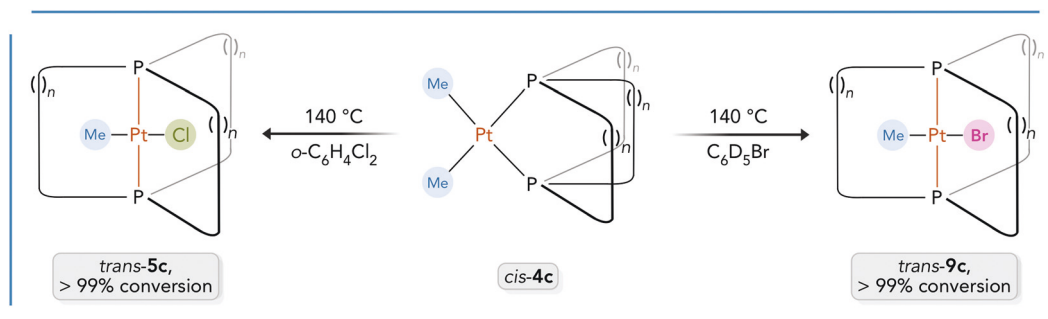 P
( )n
( )n
( )n
Me
Pt
Cl
P
trans-5c,
> 99% conversion
140 °C
o-C6H4Cl2
Me
Me
Pt
P
P
( )n
( )n
( )n
cis-4c
140 °C
C6D5Br
P
( )n
( )n
( )n
Me
Pt
Br
P
trans-9c,
> 99% conversion